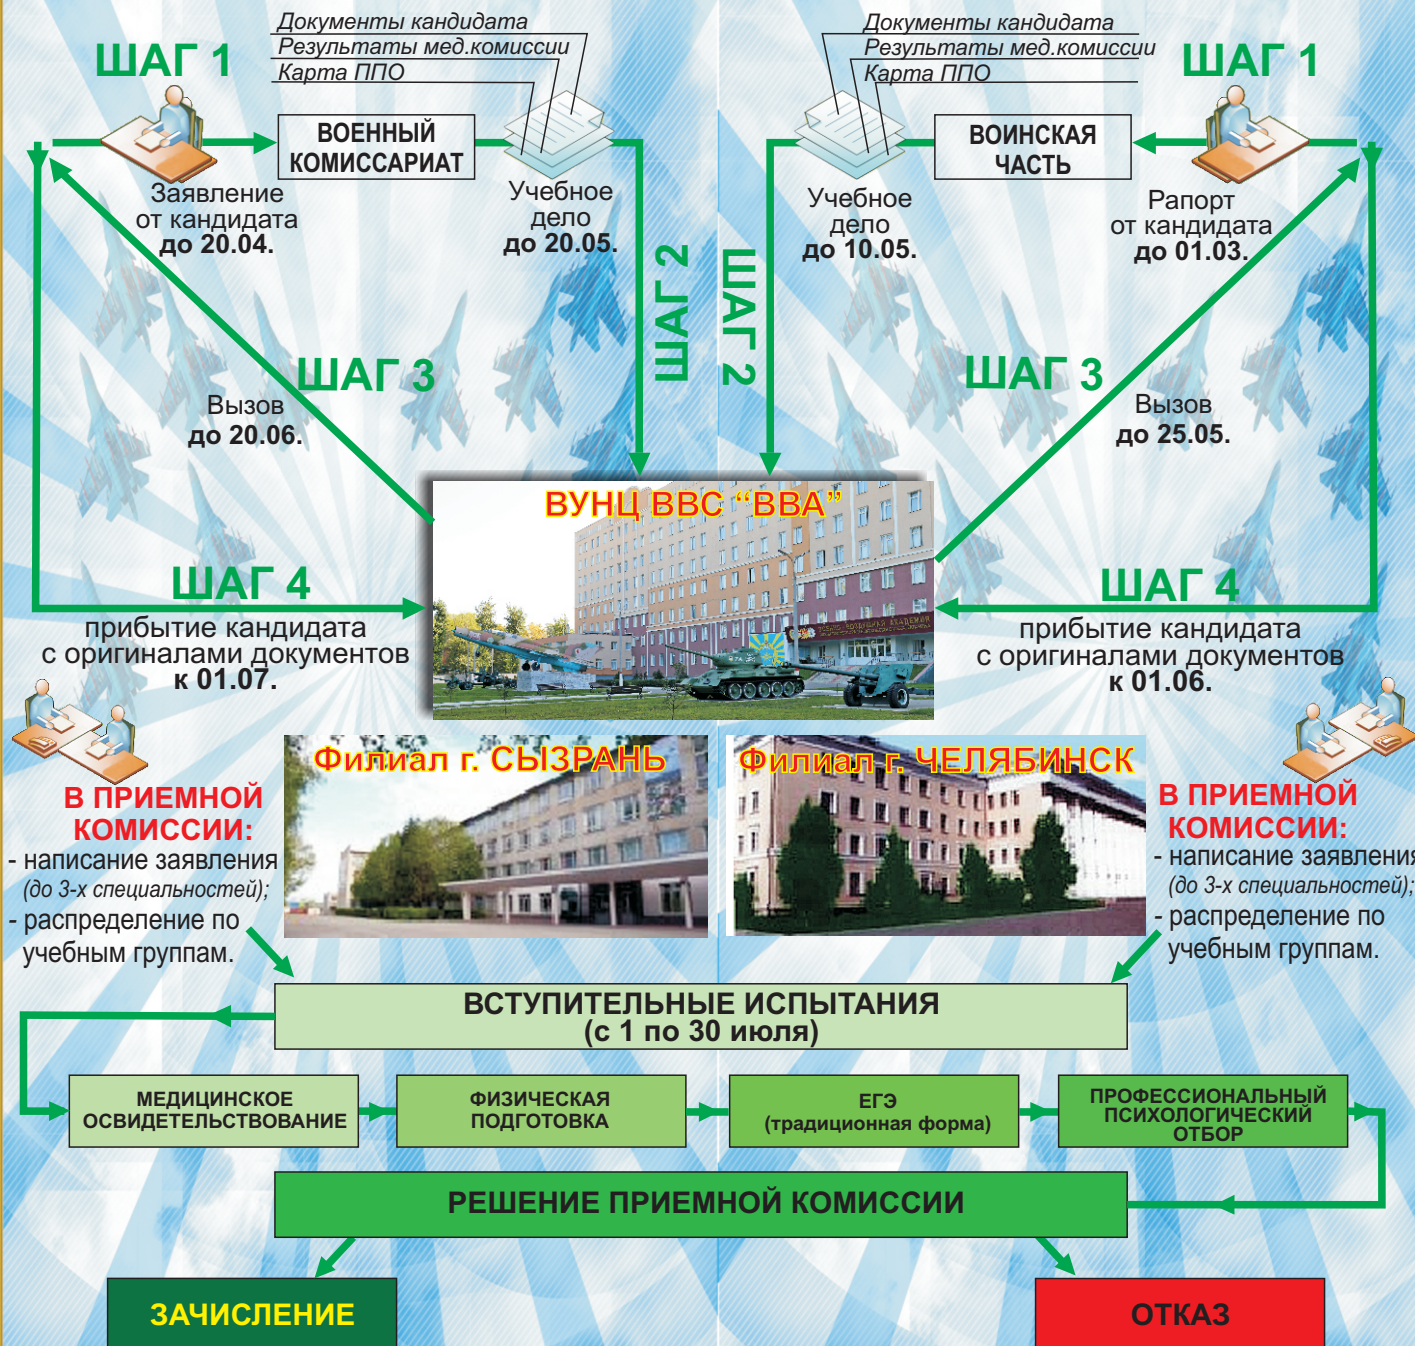 Документы кандидата
Результаты мед.комиссии
Карта ППО
ШАГ 1
ВОЕННЫЙ
КОМИССАРИАТ
Заявление
от кандидата
до 20.04.
Учебное
дело
до 20.05.
ШАГ 2
ШАГ 3
Вызов
до 20.06.
ШАГ 4
прибытие кандидата
с оригиналами документов
к 01.07.
Документы кандидата
Результаты мед.комиссии
Карта ППО
ШАГ 1
ВОИНСКАЯ
ЧАСТЬ
Учебное
дело
до 10.05.
Рапорт
от кандидата
до 01.03.
ШАГ 2
ШАГ 3
Вызов
до 25.05.
ШАГ 4
прибытие кандидата
с оригиналами документов
к 01.06.
ВУНЦ ВВС “ВВА”
Филиал г. СЫЗРАНЬ
Филиал г. ЧЕЛЯБИНСК
В ПРИЕМНОЙ
КОМИССИИ:
- написание заявления
(до 3-х специальностей);
- распределение по
учебным группам.
В ПРИЕМНОЙ
КОМИССИИ:
- написание заявления
(до 3-х специальностей);
- распределение по
учебным группам.
ВСТУПИТЕЛЬНЫЕ ИСПЫТАНИЯ
(с 1 по 30 июля)
МЕДИЦИНСКОЕ
ОСВИДЕТЕЛЬСТВОВАНИЕ
ФИЗИЧЕСКАЯ
ПОДГОТОВКА
ЕГЭ
(традиционная форма)
ПРОФЕССИОНАЛЬНЫЙ
ПСИХОЛОГИЧЕСКИЙ
ОТБОР
РЕШЕНИЕ ПРИЕМНОЙ КОМИССИИ
ЗАЧИСЛЕНИЕ
ОТКАЗ